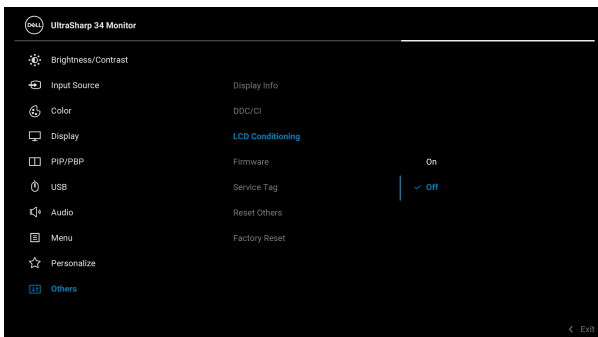 DELL UltraSharp 34 Monitor
Brightness/Contrast
Input Source
Display Info
Color
DDC/CI
Display
LCD Conditioning
PIP/PBP
Firmware
On
USB
Service Tag
Off
Audio
Reset Others
Menu
Factory Reset
Personalize
Others
Exit